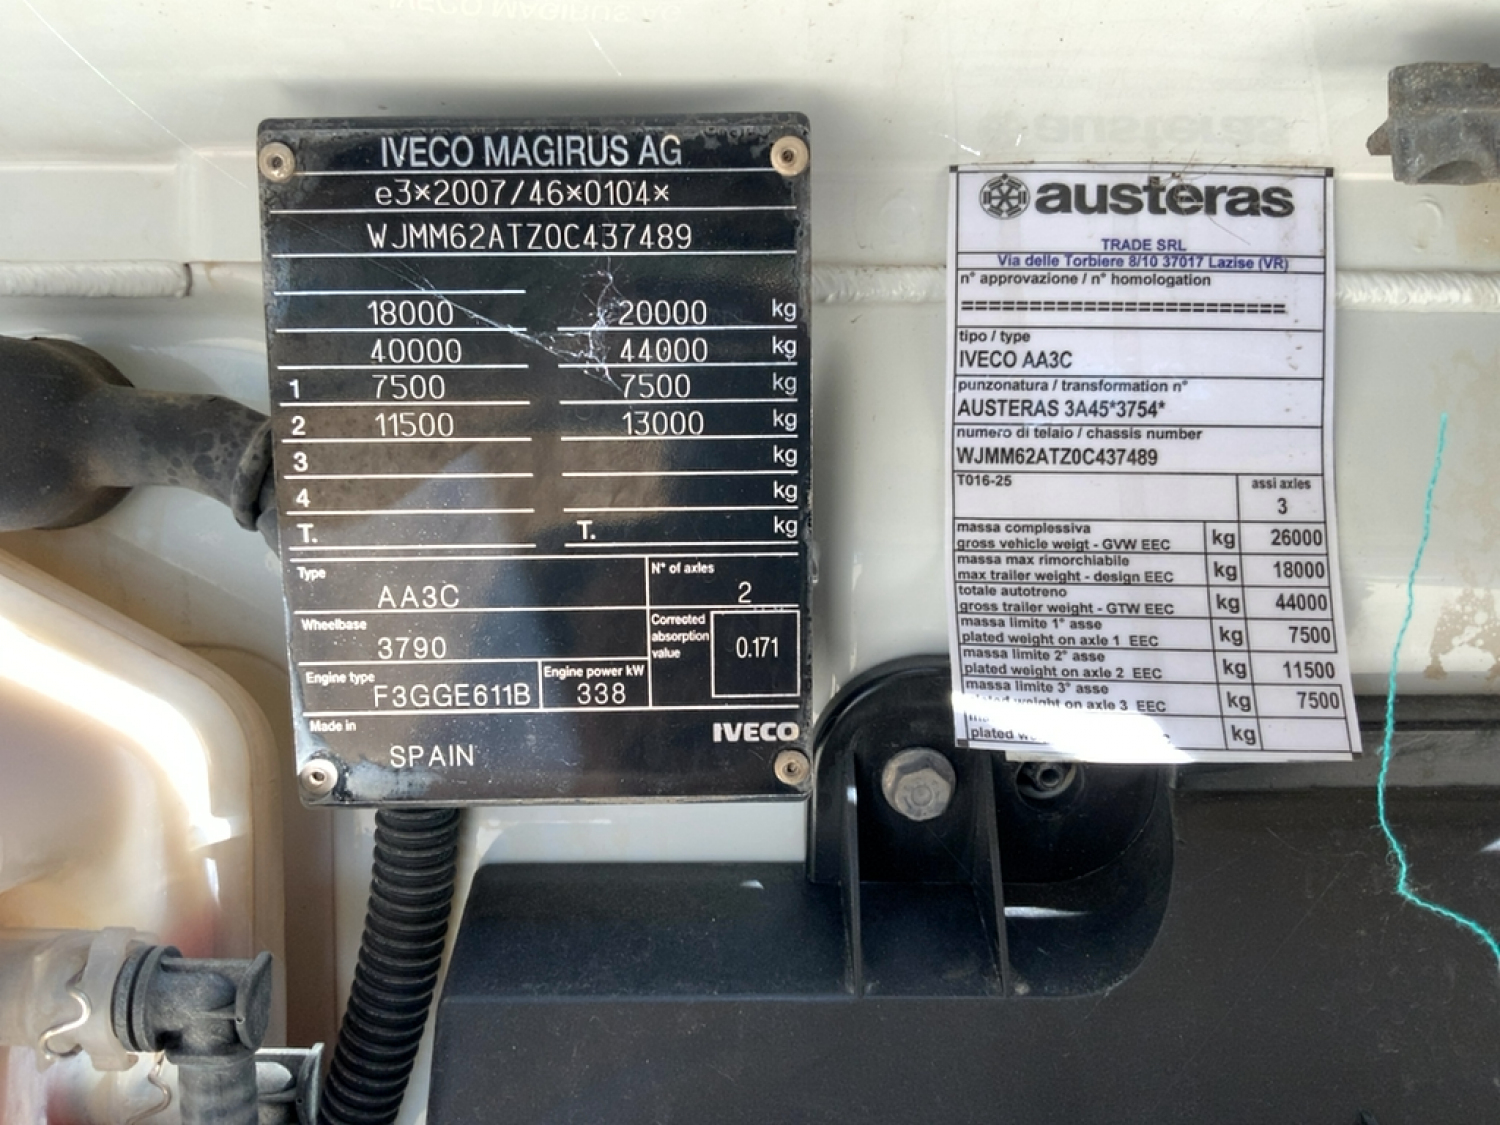 IVECO MAGIRUS AG
e3*2007/46*0104*
WJMM62ATZ0C437489
18000 20000 kg
40000 44000 kg
1 7500 7500 kg
2 11500 13000 kg
3 kg
4 kg
T. T. kg
Type AA3C
N° of axles 2
Wheelbase 3790
Corrected absorption value 0.171
Engine type F3GGE611B
Engine power kW 338
Made in SPAIN
IVECO
austeras
TRADE SRL
Via delle Torbiere 8/10 37017 Lazise (VR)
n° approvazione / n° homologation
==========================
tipo / type
IVECO AA3C
punzonatura / transformation n°
AUSTERAS 3A45*3754*
numero di telaio / chassis number
WJMM62ATZ0C437489
T016-25
assi axles
3
massa complessiva
gross vehicle weigt - GVW EEC kg 26000
massa max rimorchiabile
max trailer weight - design EEC kg 18000
totale autotreno
gross trailer weight - GTW EEC kg 44000
massa limite 1° asse
plated weight on axle 1 EEC kg 7500
massa limite 2° asse
plated weight on axle 2 EEC kg 11500
massa limite 3° asse
plated weight on axle 3 EEC kg 7500
plated EEC kg